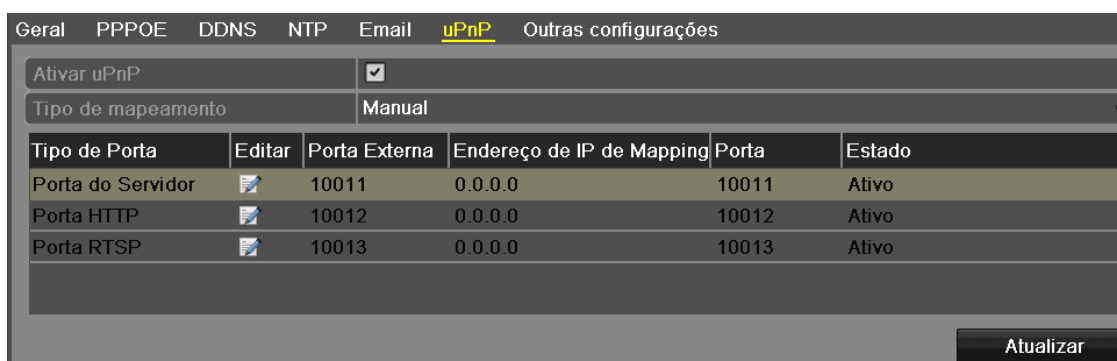 Geral PPPOE DDNS NTP Email uPnP Outras configurações
Ativar uPnP
Tipo de mapeamento Manual
Tipo de Porta Editar Porta Externa Endereço de IP de Mapping Porta Estado
Porta do Servidor 10011 0.0.0.0 10011 Ativo
Porta HTTP 10012 0.0.0.0 10012 Ativo
Porta RTSP 10013 0.0.0.0 10013 Ativo
Atualizar